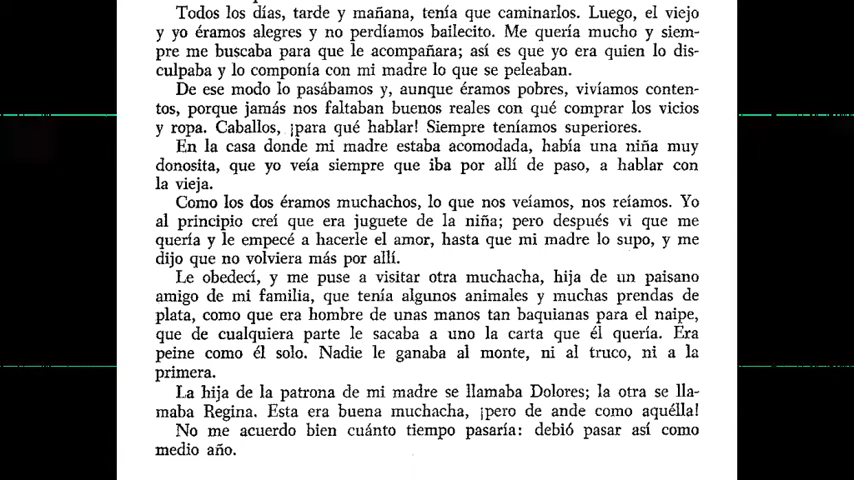 Todos los días, tarde y mañana, tenía que caminarlos. Luego, el viejo
y yo éramos alegres y no perdíamos bailecito. Me quería mucho y siem-
pre me buscaba para que le acompañara; así es que yo era quien lo dis-
culpaba y lo componía con mi madre lo que se peleaban.
De ese modo lo pasábamos y, aunque éramos pobres, vivíamos conten-
tos, porque jamás nos faltaban buenos reales con qué comprar los vicios
y ropa. Caballos, ¡para qué hablar! Siempre teníamos superiores.
En la casa donde mi madre estaba acomodada, había una niña muy
donosita, que yo veía siempre que iba por allí de paso, a hablar con
la vieja.
Como los dos éramos muchachos, lo que nos veíamos, nos reíamos. Yo
al principio creí que era juguete de la niña; pero después vi que me
quería y le empecé a hacerle el amor, hasta que mi madre lo supo, y me
dijo que no volviera más por allí.
Le obedecí, y me puse a visitar otra muchacha, hija de un paisano
amigo de mi familia, que tenía algunos animales y muchas prendas de
plata, como que era hombre de unas manos tan baquianas para el naipe,
que de cualquiera parte le sacaba a uno la carta que él quería. Era
peine como él solo. Nadie le ganaba al monte, ni al truco, ni a la
primera.
La hija de la patrona de mi madre se llamaba Dolores; la otra se lla-
maba Regina. Esta era buena muchacha, ¡pero de ande como aquélla!
No me acuerdo bien cuánto tiempo pasaría: debió pasar así como
medio año.